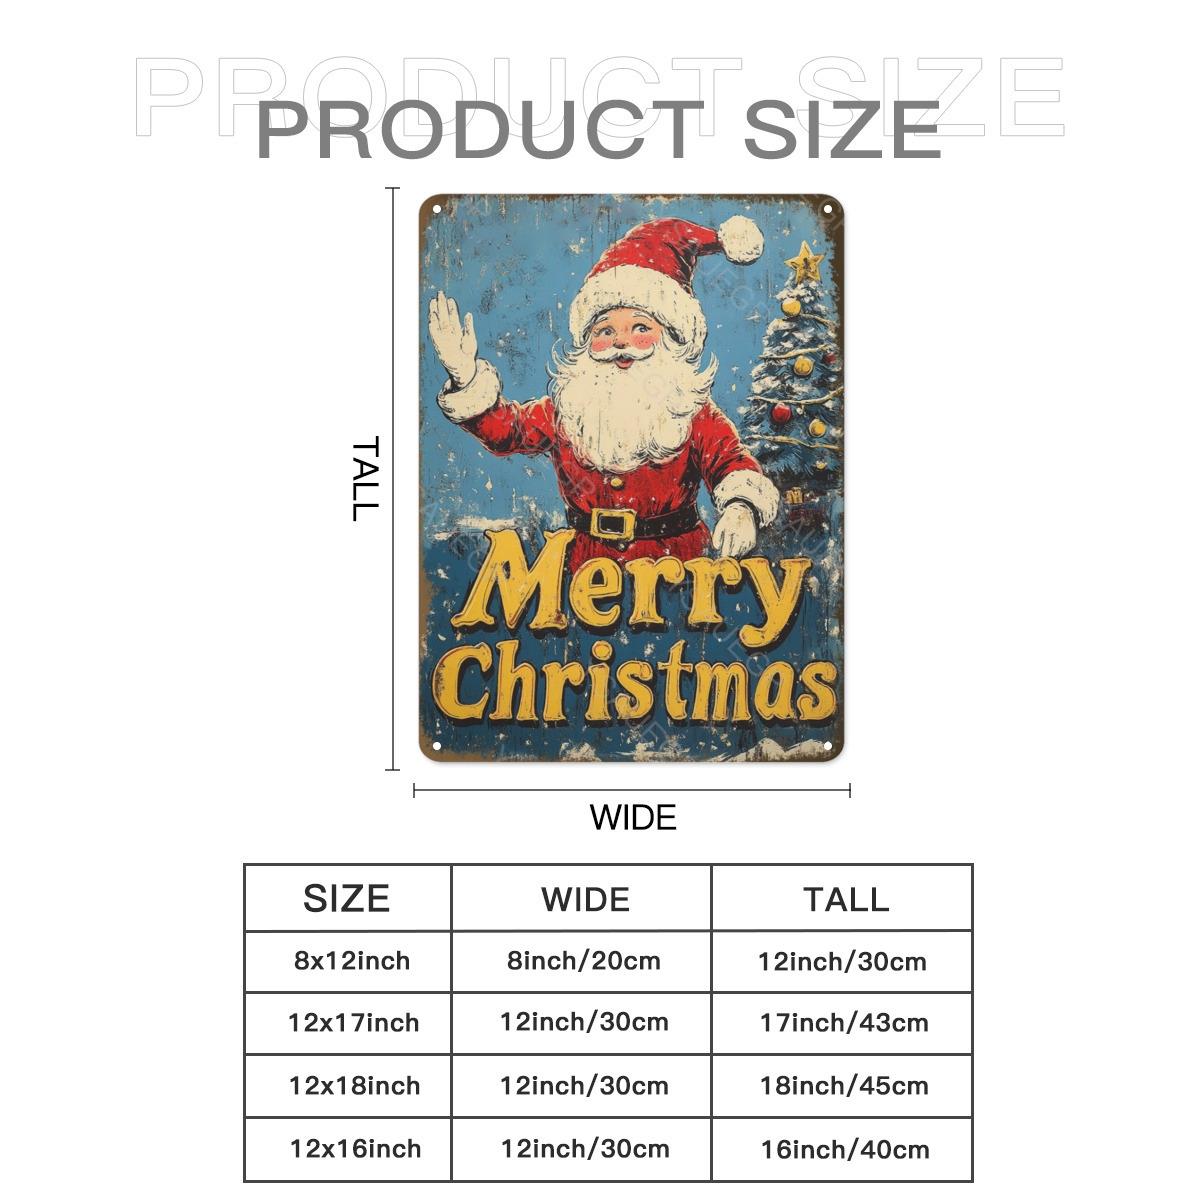 PRODUCT SIZE
PRODUCT SIZE
TALL
Merry
Christmas
WIDE
SIZE WIDE TALL
8x12inch 8inch/20cm 12inch/30cm
12x17inch 12inch/30cm 17inch/43cm
12x18inch 12inch/30cm 18inch/45cm
12x16inch 12inch/30cm 16inch/40cm